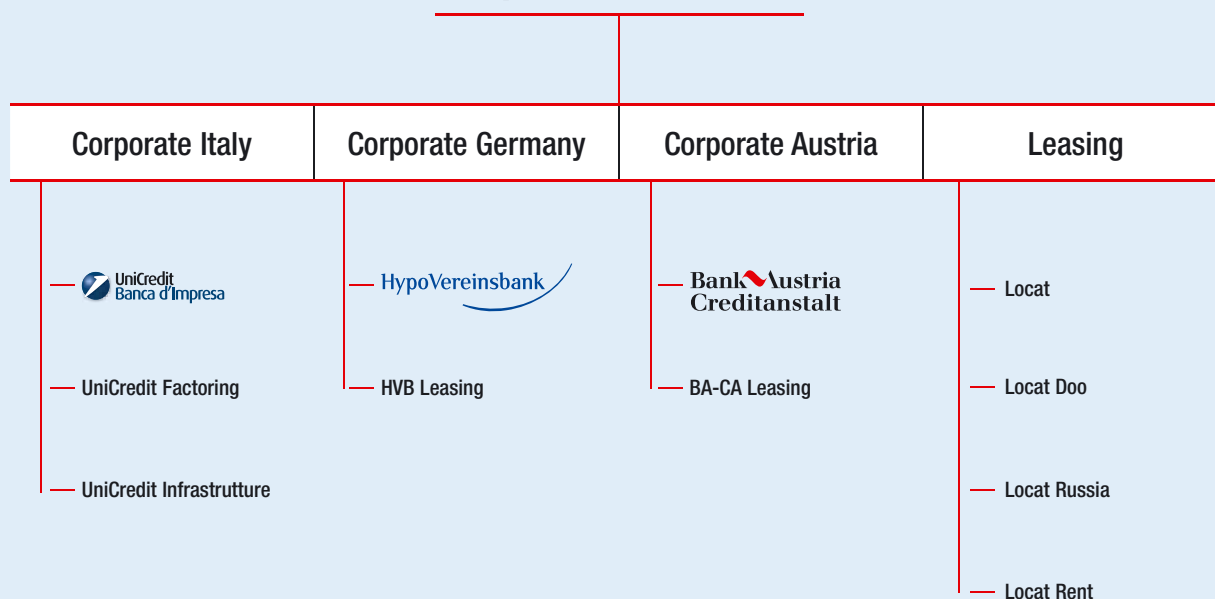 Corporate Italy
Corporate Germany
Corporate Austria
Leasing
UniCredit
Banca d'Impresa
HypoVereinsbank
Bank Austria
Creditanstalt
Locat
UniCredit Factoring
HVB Leasing
BA-CA Leasing
Locat Doo
UniCredit Infrastrutture
Locat Russia
Locat Rent